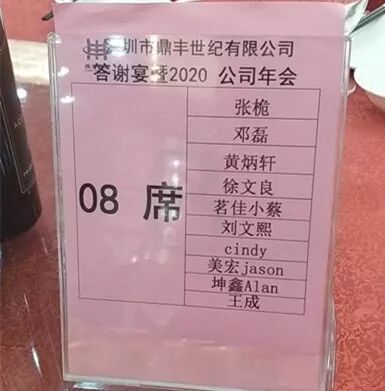 深圳市鼎丰世纪有限公司
答谢宴暨2020 公司年会
08 席
张桅
邓磊
黄炳轩
徐文良
茗佳小蔡
刘文熙
cindy
美宏jason
坤鑫Alan
王成